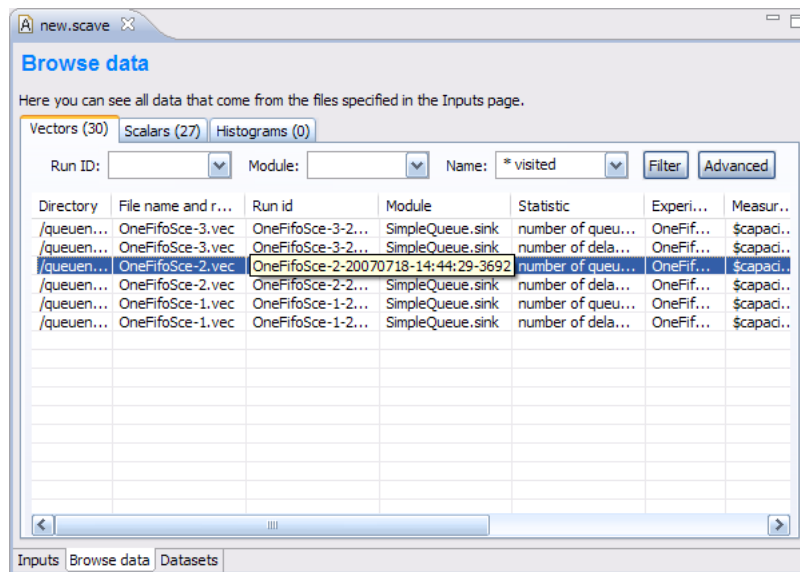 new.scave
Browse data
Here you can see all data that come from the files specified in the Inputs page.
Vectors (30) Scalars (27) Histograms (0)
Run ID: Module: Name: * visited Filter Advanced
Directory File name and r... Run id Module Statistic Experi... Measur..
/queuen... OneFifoSce-3.vec OneFifoSce-3-2... SimpleQueue.sink number of queu... OneFif... $capaci..
/queuen... OneFifoSce-3.vec OneFifoSce-3-2... SimpleQueue.sink number of dela... OneFif... $capaci..
/queuen... OneFifoSce-2.vec OneFifoSce-2-20070718-14:44:29-3692 number of queu... OneFif... $capaci..
/queuen... OneFifoSce-2.vec OneFifoSce-2-2... SimpleQueue.sink number of dela... OneFif... $capaci..
/queuen... OneFifoSce-1.vec OneFifoSce-1-2... SimpleQueue.sink number of queu... OneFif... $capaci..
/queuen... OneFifoSce-1.vec OneFifoSce-1-2... SimpleQueue.sink number of dela... OneFif... $capaci..
Inputs Browse data Datasets